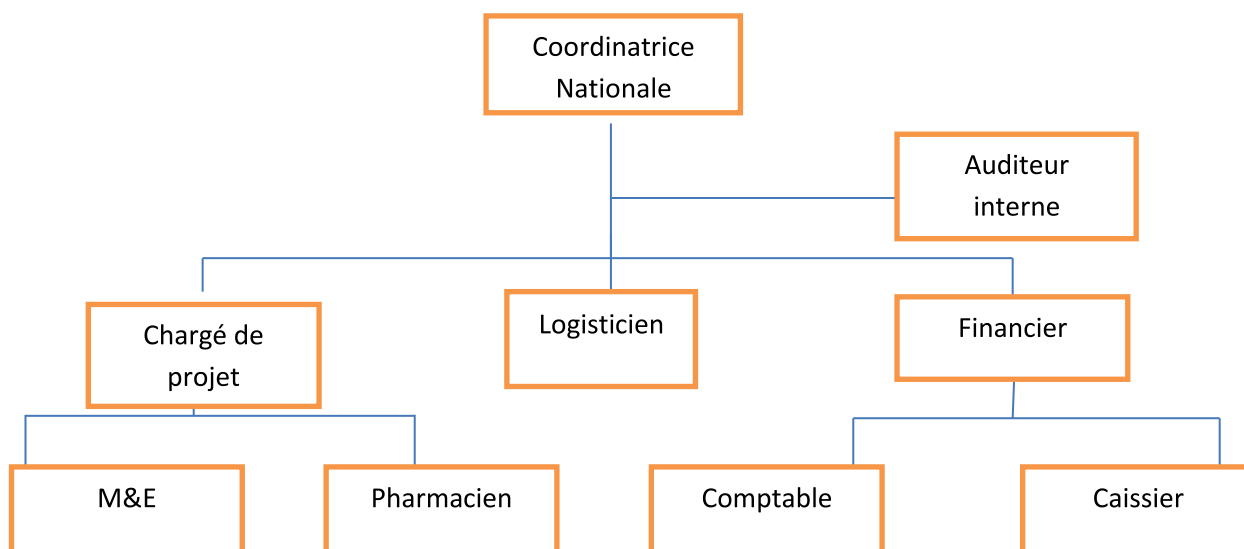 Coordinatrice
Nationale
Auditeur
interne
Chargé de
projet
Logisticien
Financier
M&E
Pharmacien
Comptable
Caissier